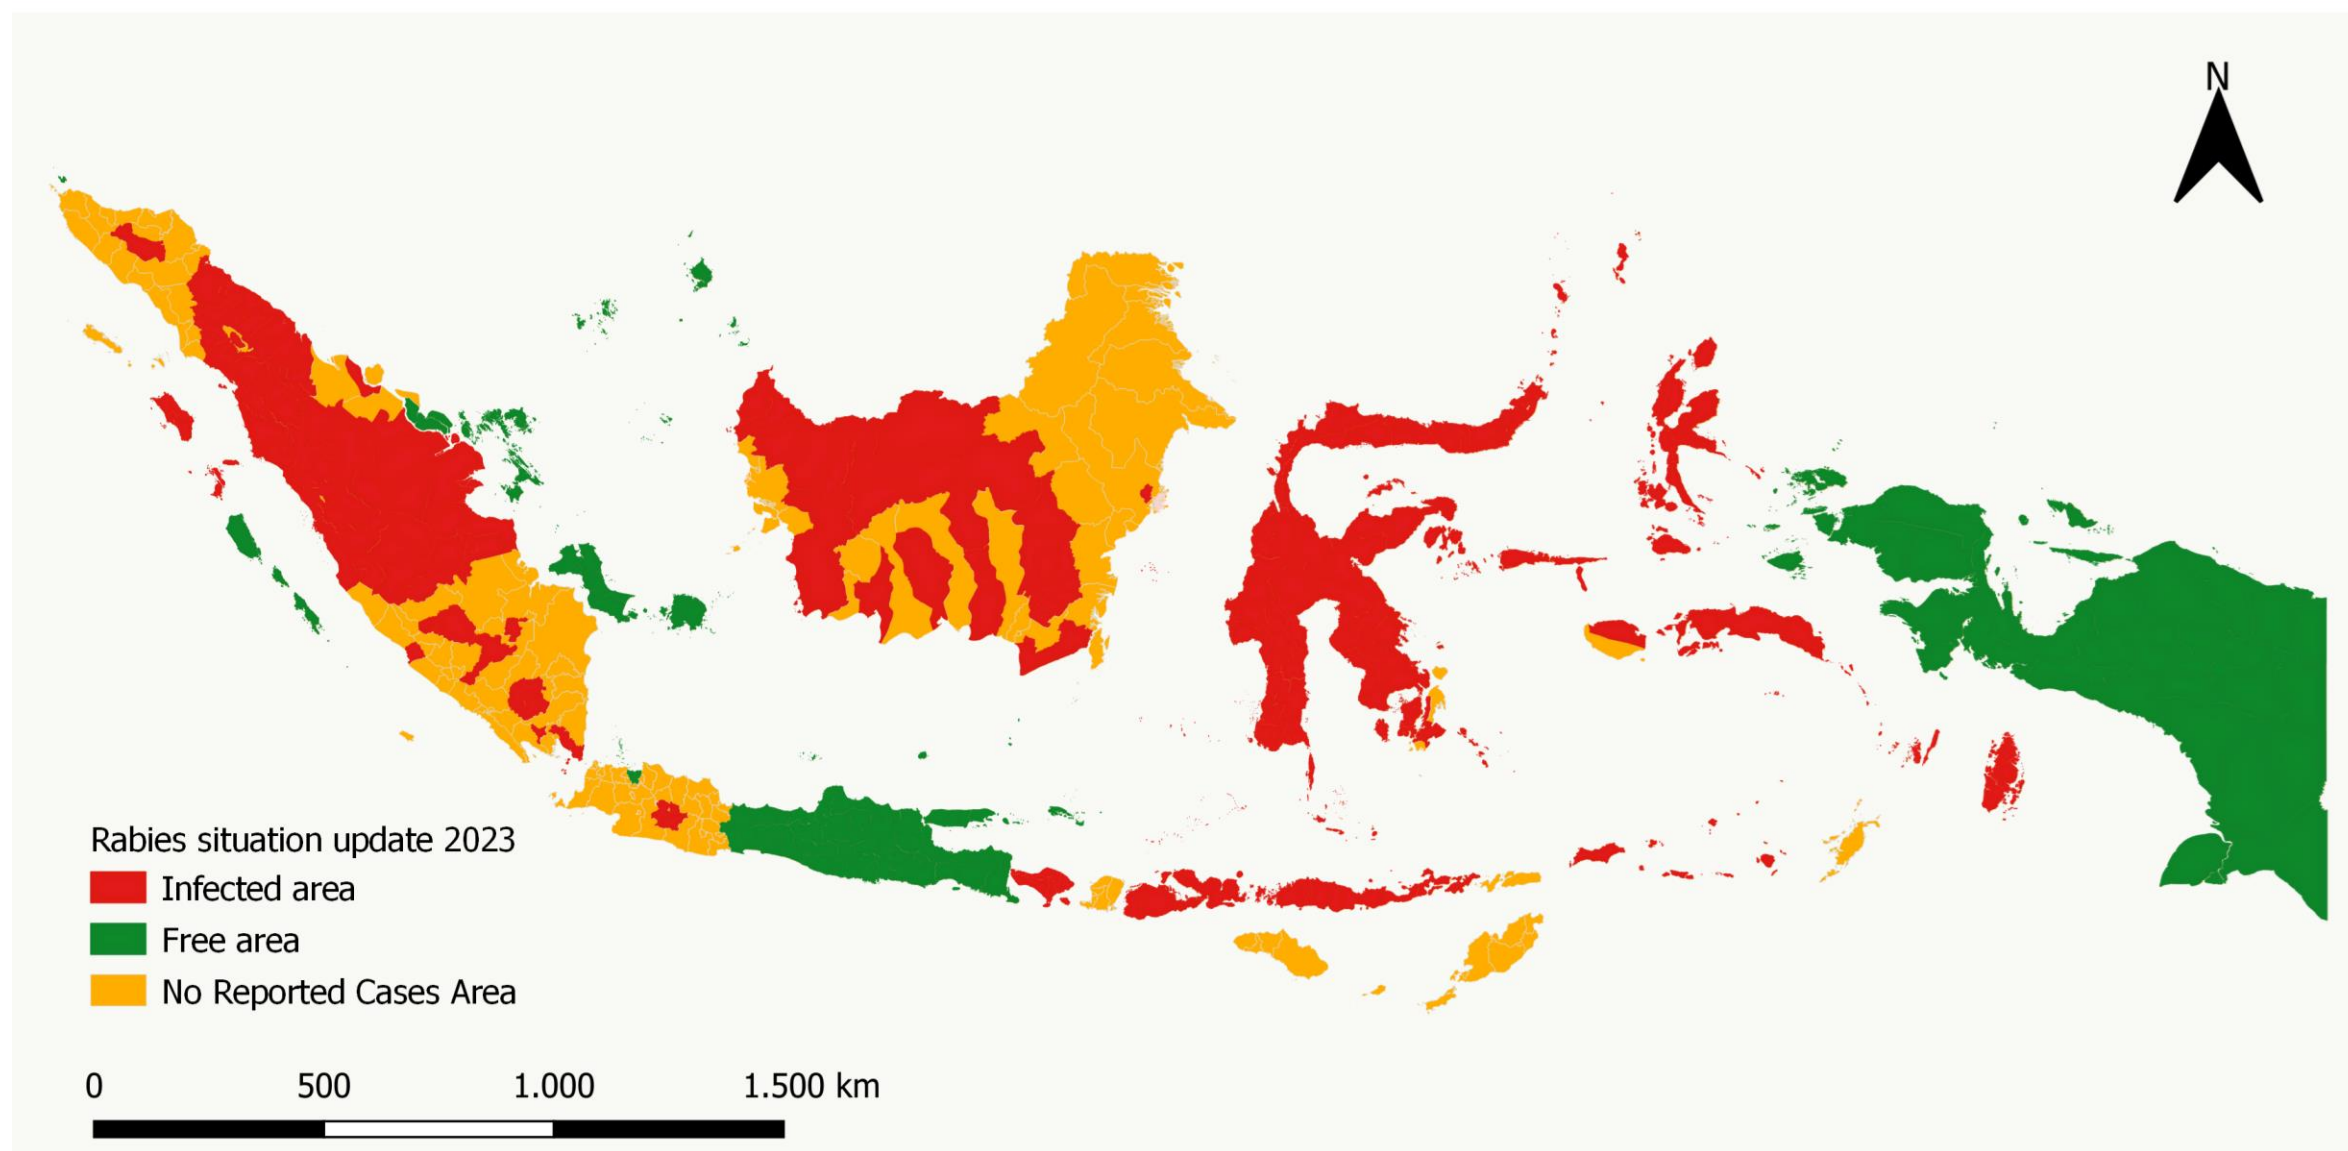 N
Rabies situation update 2023
Infected area
Free area
No Reported Cases Area
0 500 1.000 1.500 km